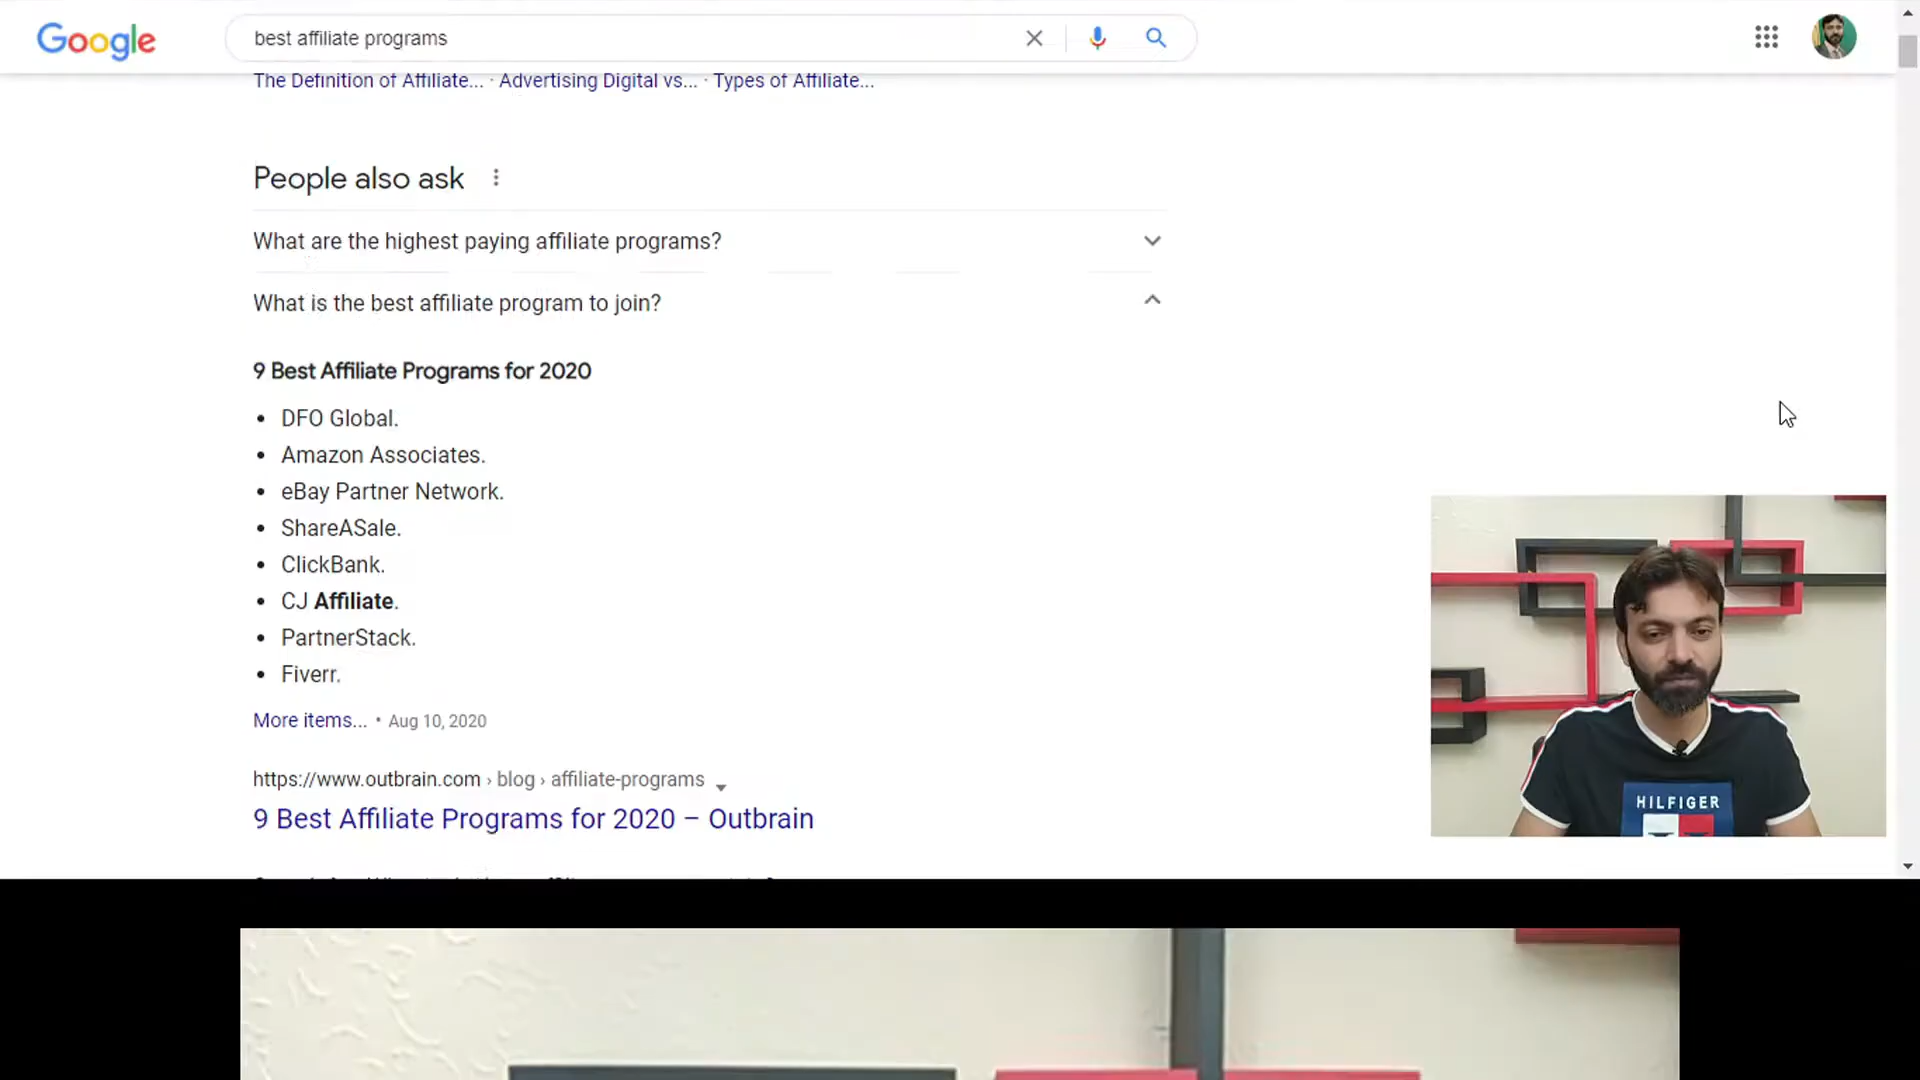 Google
best affiliate programs
The Definition of Affiliate... · Advertising Digital vs... · Types of Affiliate...
People also ask
What are the highest paying affiliate programs?
What is the best affiliate program to join?
9 Best Affiliate Programs for 2020
• DFO Global.
• Amazon Associates.
• eBay Partner Network.
• ShareASale.
• ClickBank.
• CJ Affiliate.
• PartnerStack.
• Fiverr.
More items... • Aug 10, 2020
https://www.outbrain.com › blog › affiliate-programs
9 Best Affiliate Programs for 2020 – Outbrain
HILFIGER